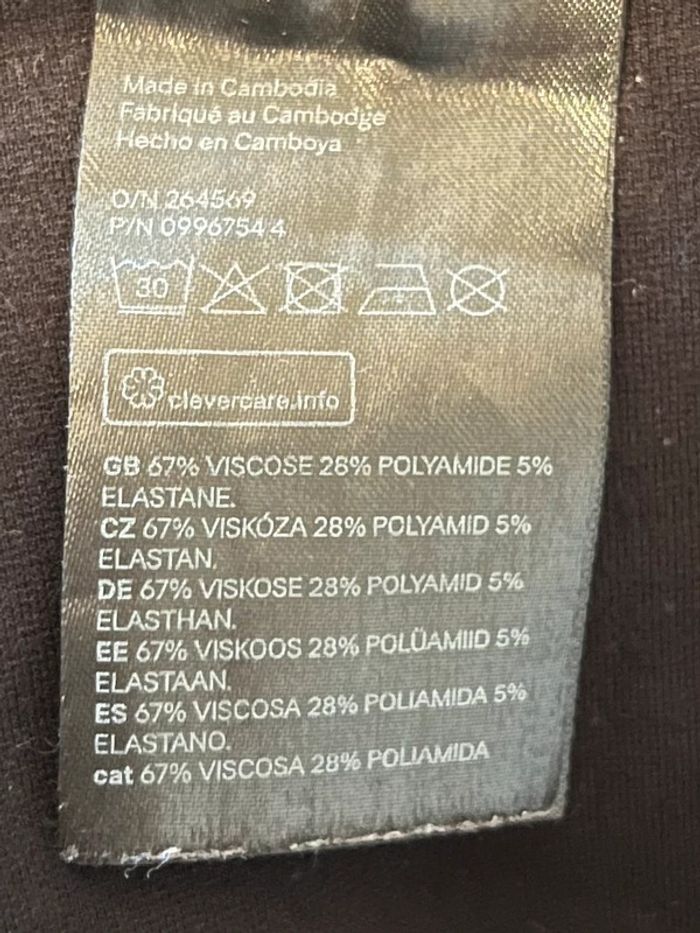 Made in Cambodia
Fabriqué au Cambodge
Hecho en Camboya
O/N 264569
P/N 0996754 4
30
clevercare.info
GB 67% VISCOSE 28% POLYAMIDE 5%
ELASTANE.
CZ 67% VISKÓZA 28% POLYAMID 5%
ELASTAN.
DE 67% VISKOSE 28% POLYAMID 5%
ELASTHAN.
EE 67% VISKOOS 28% POLÜAMIID 5%
ELASTAAN.
ES 67% VISCOSA 28% POLIAMIDA 5%
ELASTANO.
cat 67% VISCOSA 28% POLIAMIDA